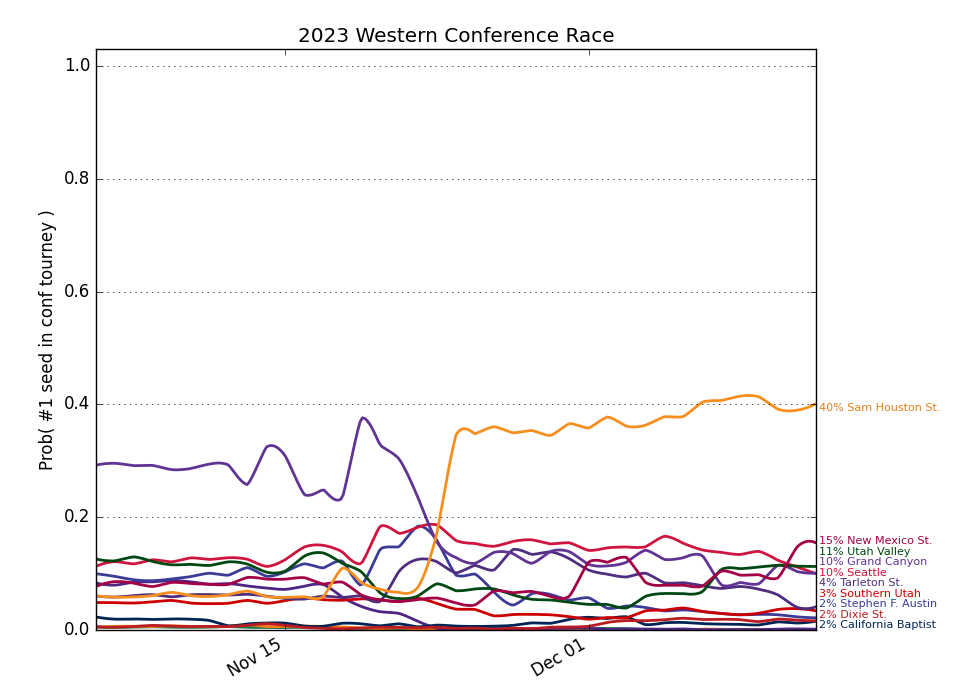 2023 Western Conference Race
Prob( #1 seed in conf tourney )
1.0
0.8
0.6
0.4
0.2
0.0
Nov 15
Dec 01
40% Sam Houston St.
15% New Mexico St.
11% Utah Valley
10% Grand Canyon
10% Seattle
4% Tarleton St.
3% Southern Utah
2% Stephen F. Austin
2% Dixie St.
2% California Baptist